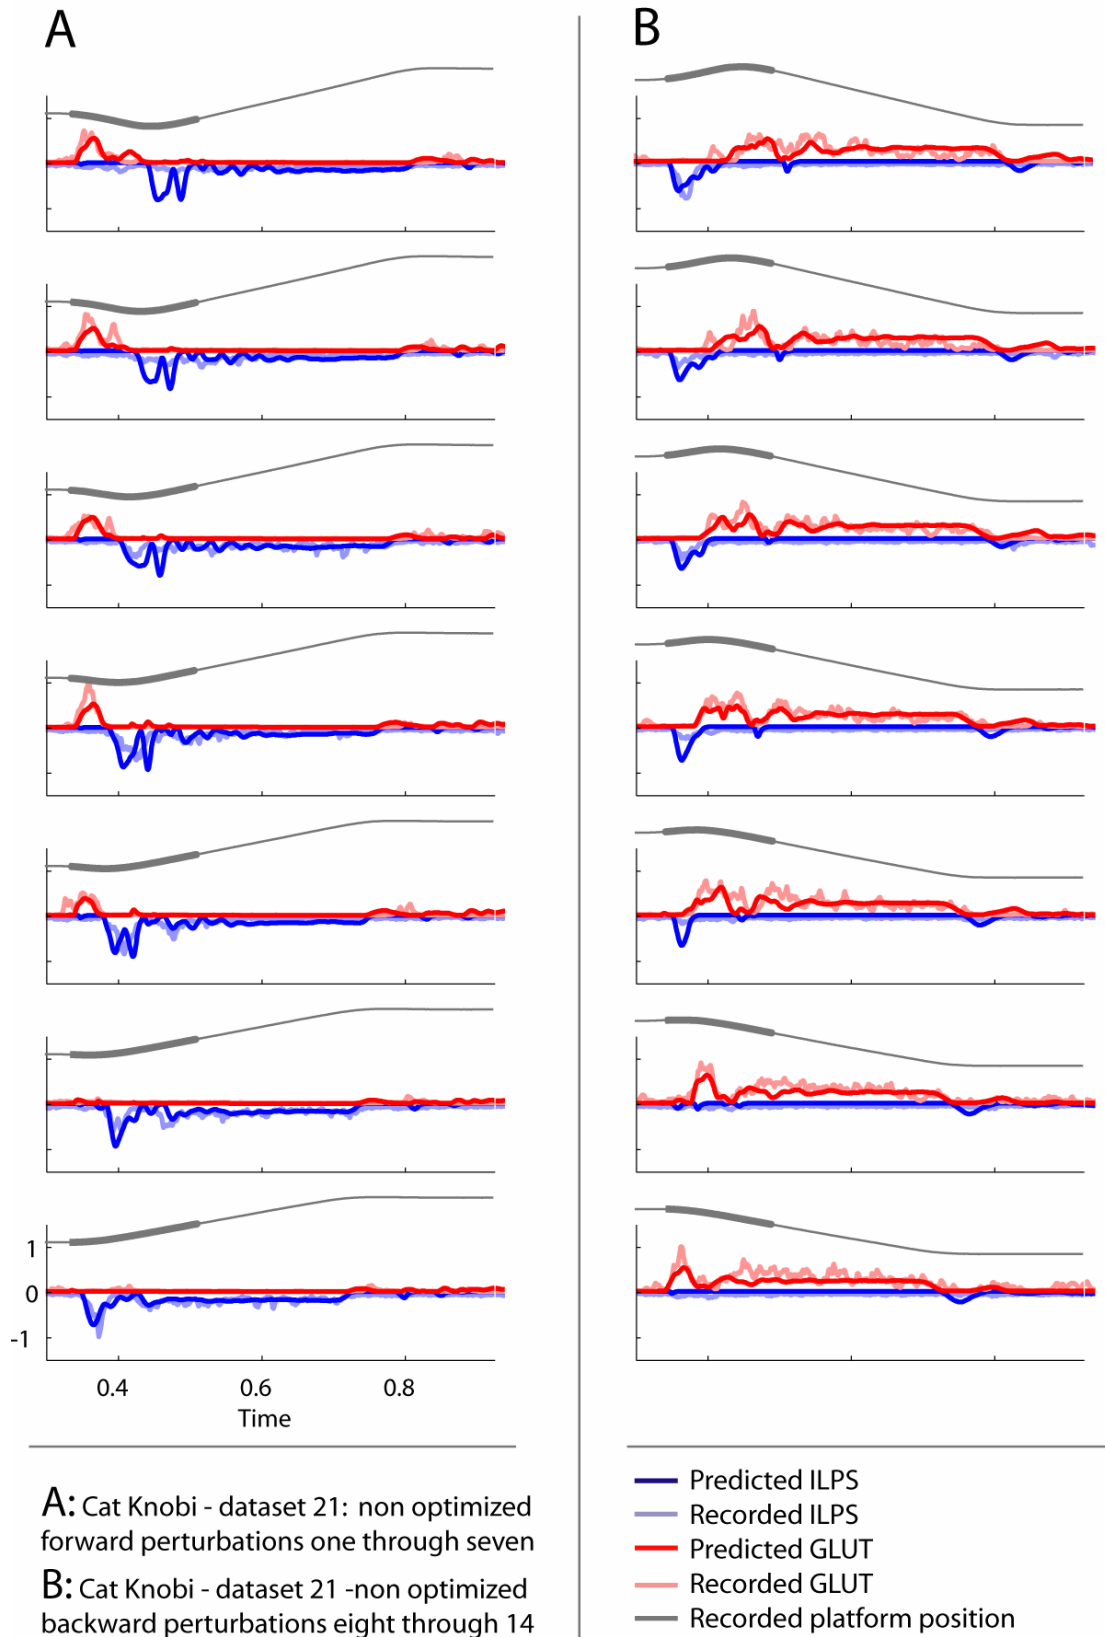 A
B
1
0
-1
0.4 0.6 0.8
Time
A: Cat Knobi - dataset 21: non optimized
forward perturbations one through seven
B: Cat Knobi - dataset 21 -non optimized
backward perturbations eight through 14
Predicted ILPS
Recorded ILPS
Predicted GLUT
Recorded GLUT
Recorded platform position